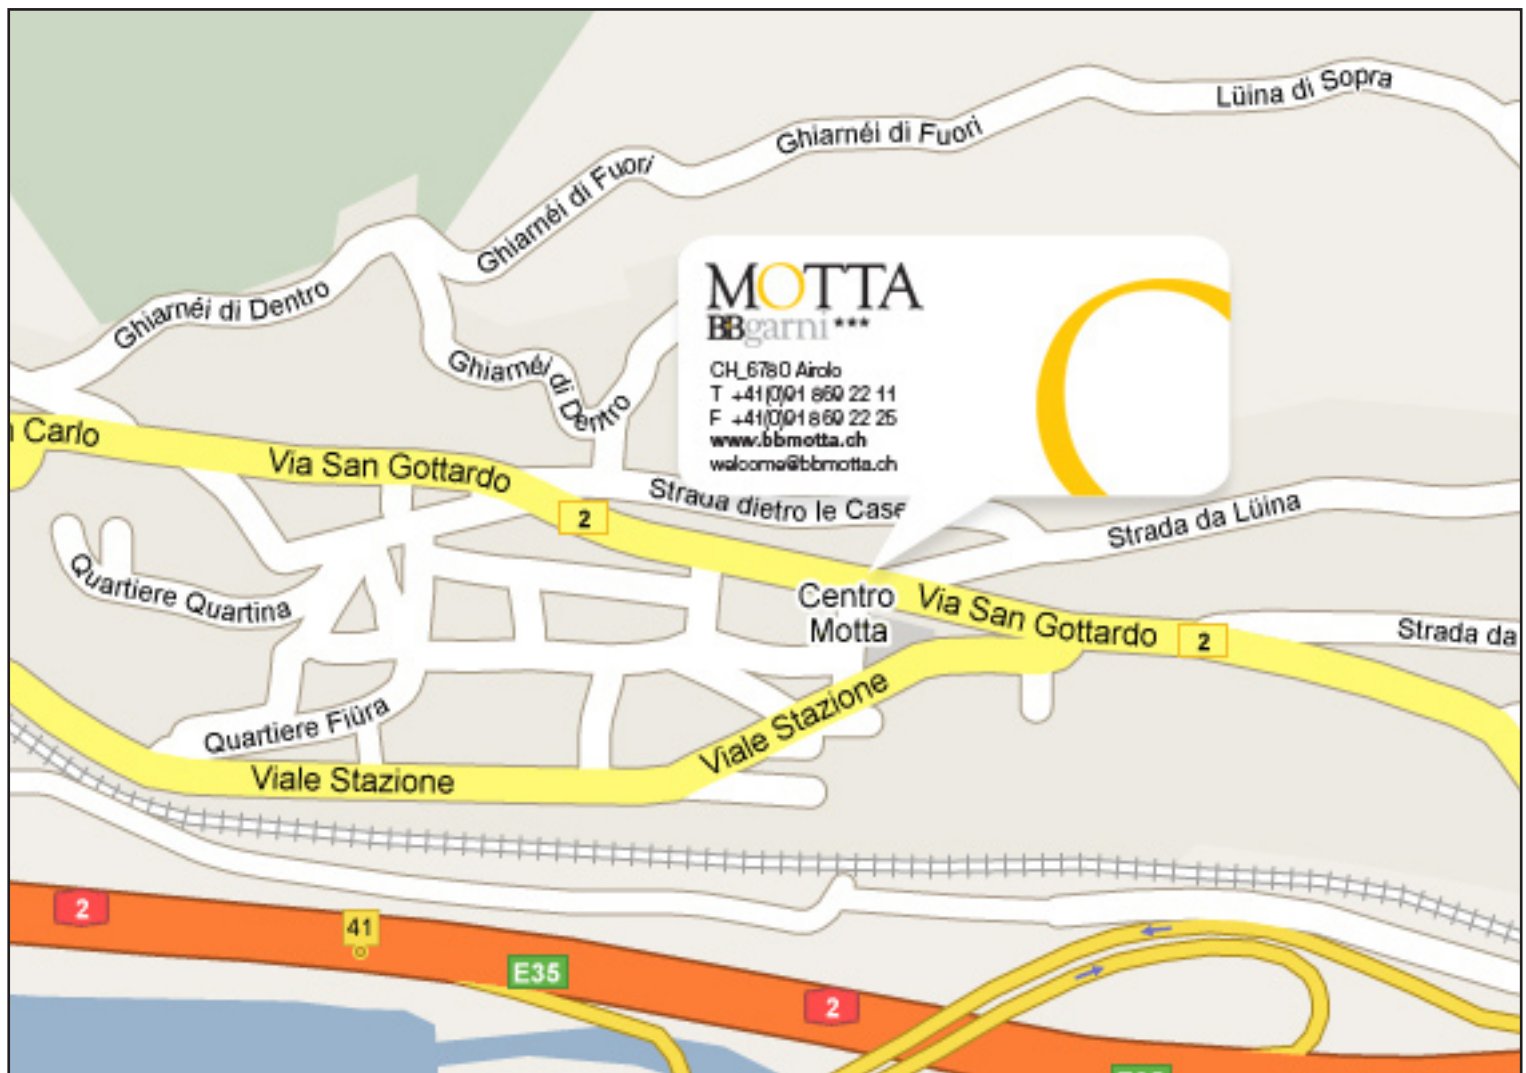 Lüina di Sopra
Ghiarnéi di Fuori
Ghiarnéi di Fuori
Ghiarnéi di Dentro
MOTTA
BBgarni ***
CH_6780 Airolo
T +41(0)91 869 22 11
F +41(0)91 869 22 25
www.bbmotta.ch
welcome@bbmotta.ch
Ghiarnéi di Dentro
Carlo
Via San Gottardo
2
Strada dietro le Case
Strada da Lüina
Quartiere Quartina
Centro
Motta
Via San Gottardo
2
Strada da
Quartiere Fiüra
Viale Stazione
Viale Stazione
2
41
E35
2